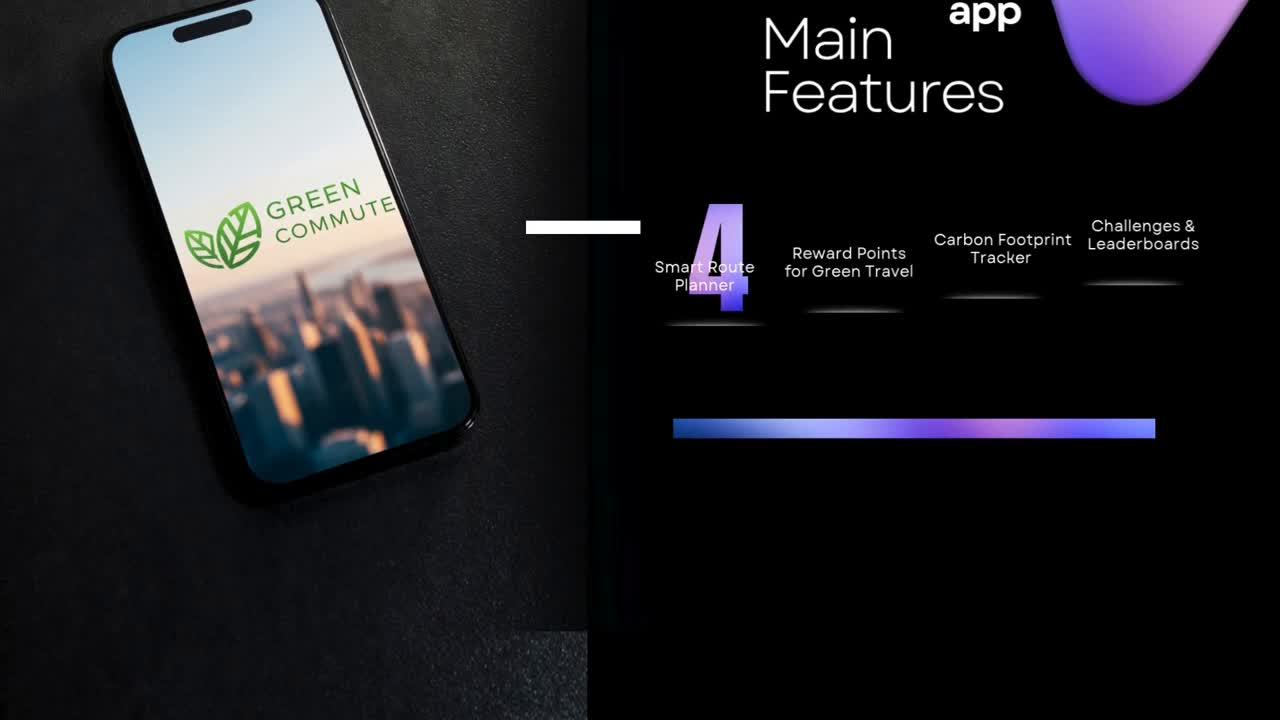 app
Main
Features
GREEN
COMMUTE
4
Smart Route
Planner
Reward Points
for Green Travel
Carbon Footprint
Tracker
Challenges &
Leaderboards